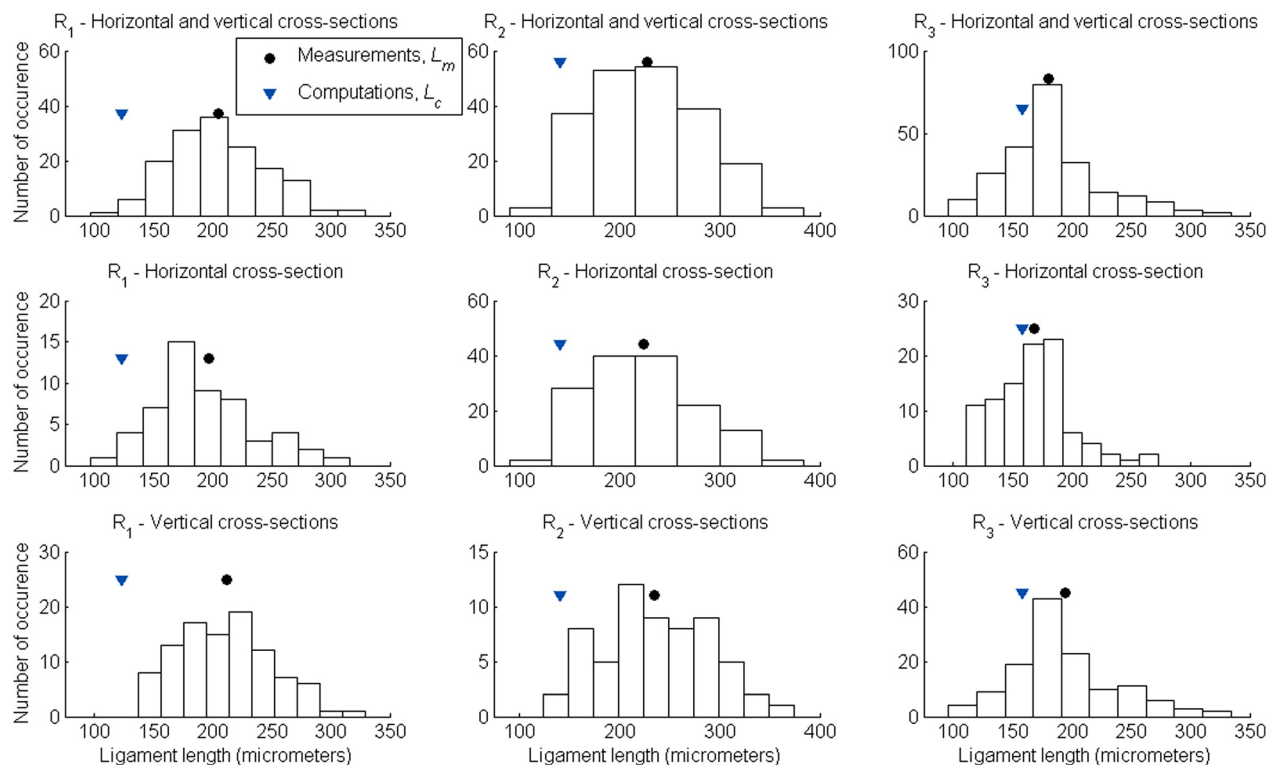 R1 - Horizontal and vertical cross-sections
R2 - Horizontal and vertical cross-sections
R3 - Horizontal and vertical cross-sections
Measurements, Lm
Computations, Lc
Number of occurence
60
40
20
0
100 150 200 250 300 350
60
40
20
0
100 200 300 400
100
50
0
100 150 200 250 300 350
R1 - Horizontal cross-section
R2 - Horizontal cross-section
R3 - Horizontal cross-section
Number of occurence
20
15
10
5
0
100 150 200 250 300 350
60
40
20
0
100 200 300 400
30
20
10
0
100 150 200 250 300 350
R1 - Vertical cross-sections
R2 - Vertical cross-sections
R3 - Vertical cross-sections
Number of occurence
30
20
10
0
100 150 200 250 300 350
Ligament length (micrometers)
15
10
5
0
100 200 300 400
Ligament length (micrometers)
60
40
20
0
100 150 200 250 300 350
Ligament length (micrometers)